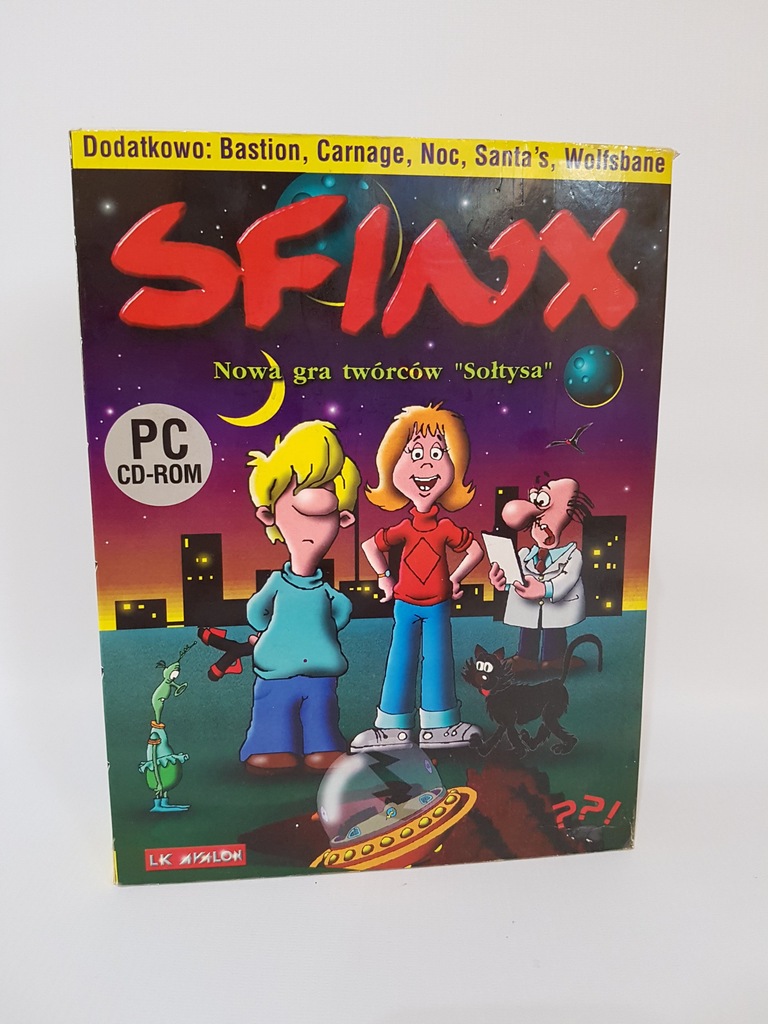 Dodatkowo: Bastion, Carnage, Noc, Santa's, Wolfsbane
SFINX
Nowa gra twórców "Sołtysa"
PC
CD-ROM
??!
LK AVALON